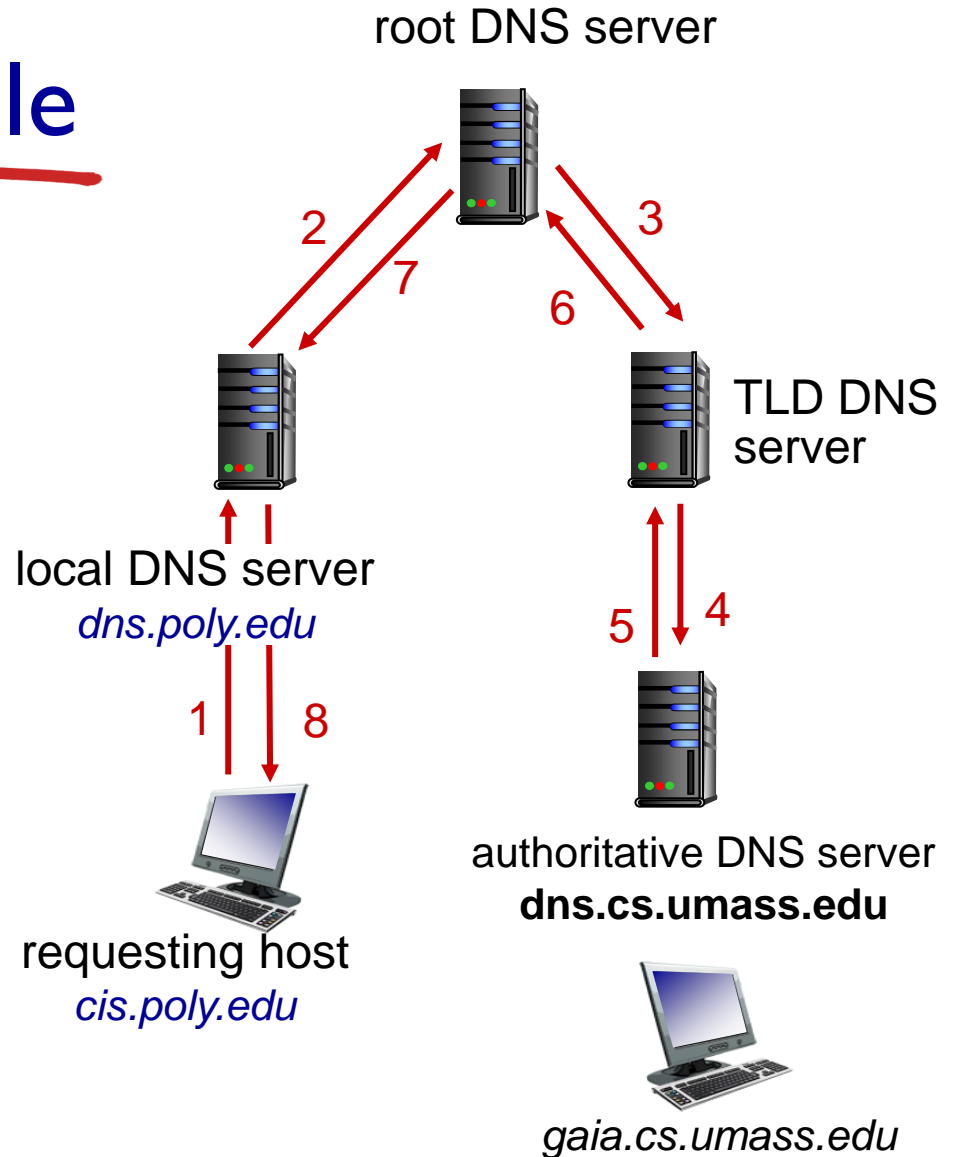 root DNS server
le
2
3
7
6
TLD DNS
server
local DNS server
dns.poly.edu
5
4
1
8
authoritative DNS server
dns.cs.umass.edu
requesting host
cis.poly.edu
gaia.cs.umass.edu